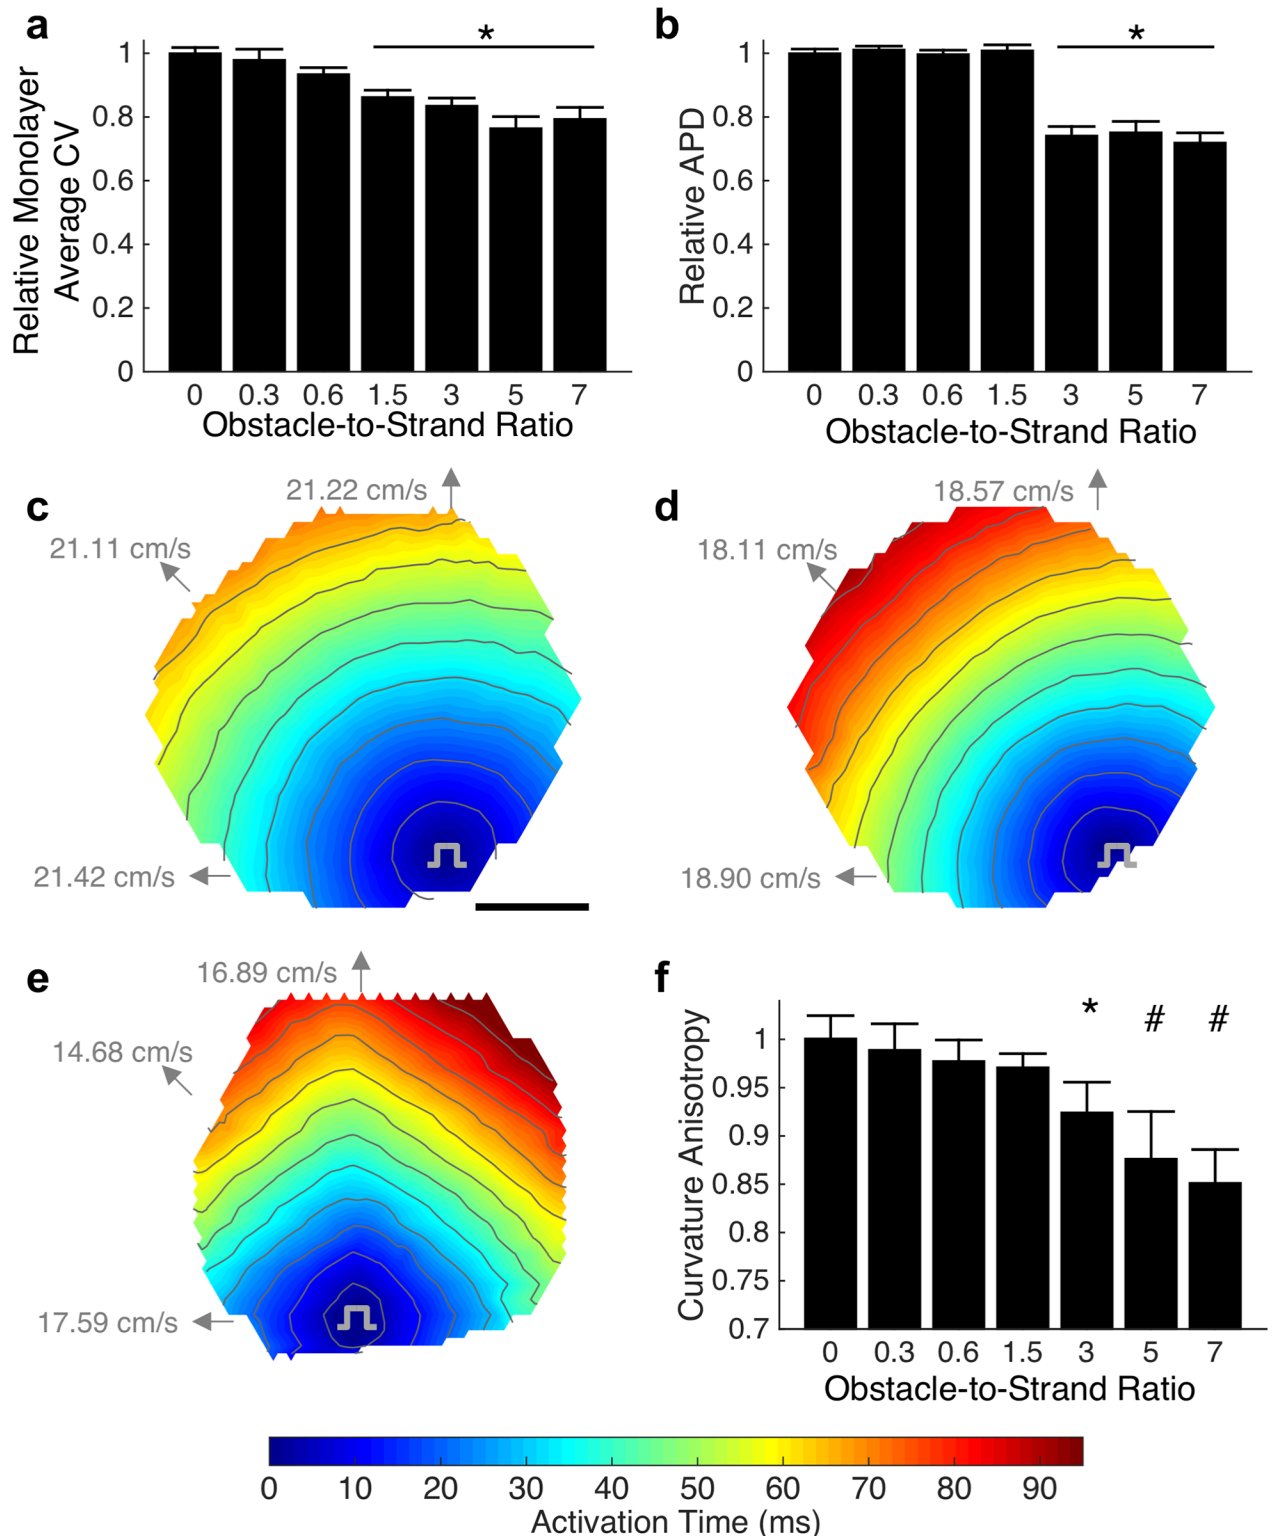 a
*
1
0.8
0.6
0.4
0.2
0
Relative Monolayer
Average CV
0 0.3 0.6 1.5 3 5 7
Obstacle-to-Strand Ratio
b
*
1
0.8
0.6
0.4
0.2
0
Relative APD
0 0.3 0.6 1.5 3 5 7
Obstacle-to-Strand Ratio
c
21.22 cm/s
21.11 cm/s
21.42 cm/s
d
18.57 cm/s
18.11 cm/s
18.90 cm/s
e
16.89 cm/s
14.68 cm/s
17.59 cm/s
f
* # #
1
0.95
0.9
0.85
0.8
0.75
0.7
Curvature Anisotropy
0 0.3 0.6 1.5 3 5 7
Obstacle-to-Strand Ratio
0 10 20 30 40 50 60 70 80 90
Activation Time (ms)